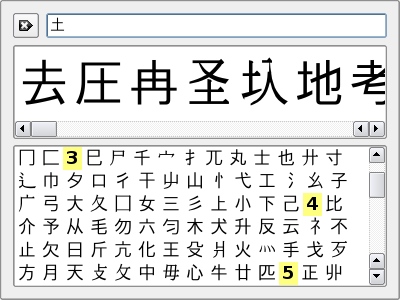 土
去圧冉圣圦地考
冂匚3巳尸千亠扌兀丸士也廾寸
辶巾夕口彳干屮山忄弋工氵幺子
广弓大夂囗女三彡上小下己4比
介予从毛勿六匀木犬升反云礻不
止欠日斤亢化王殳爿火灬手戈歹
方月天攴攵中毋心牛廿匹5正丱